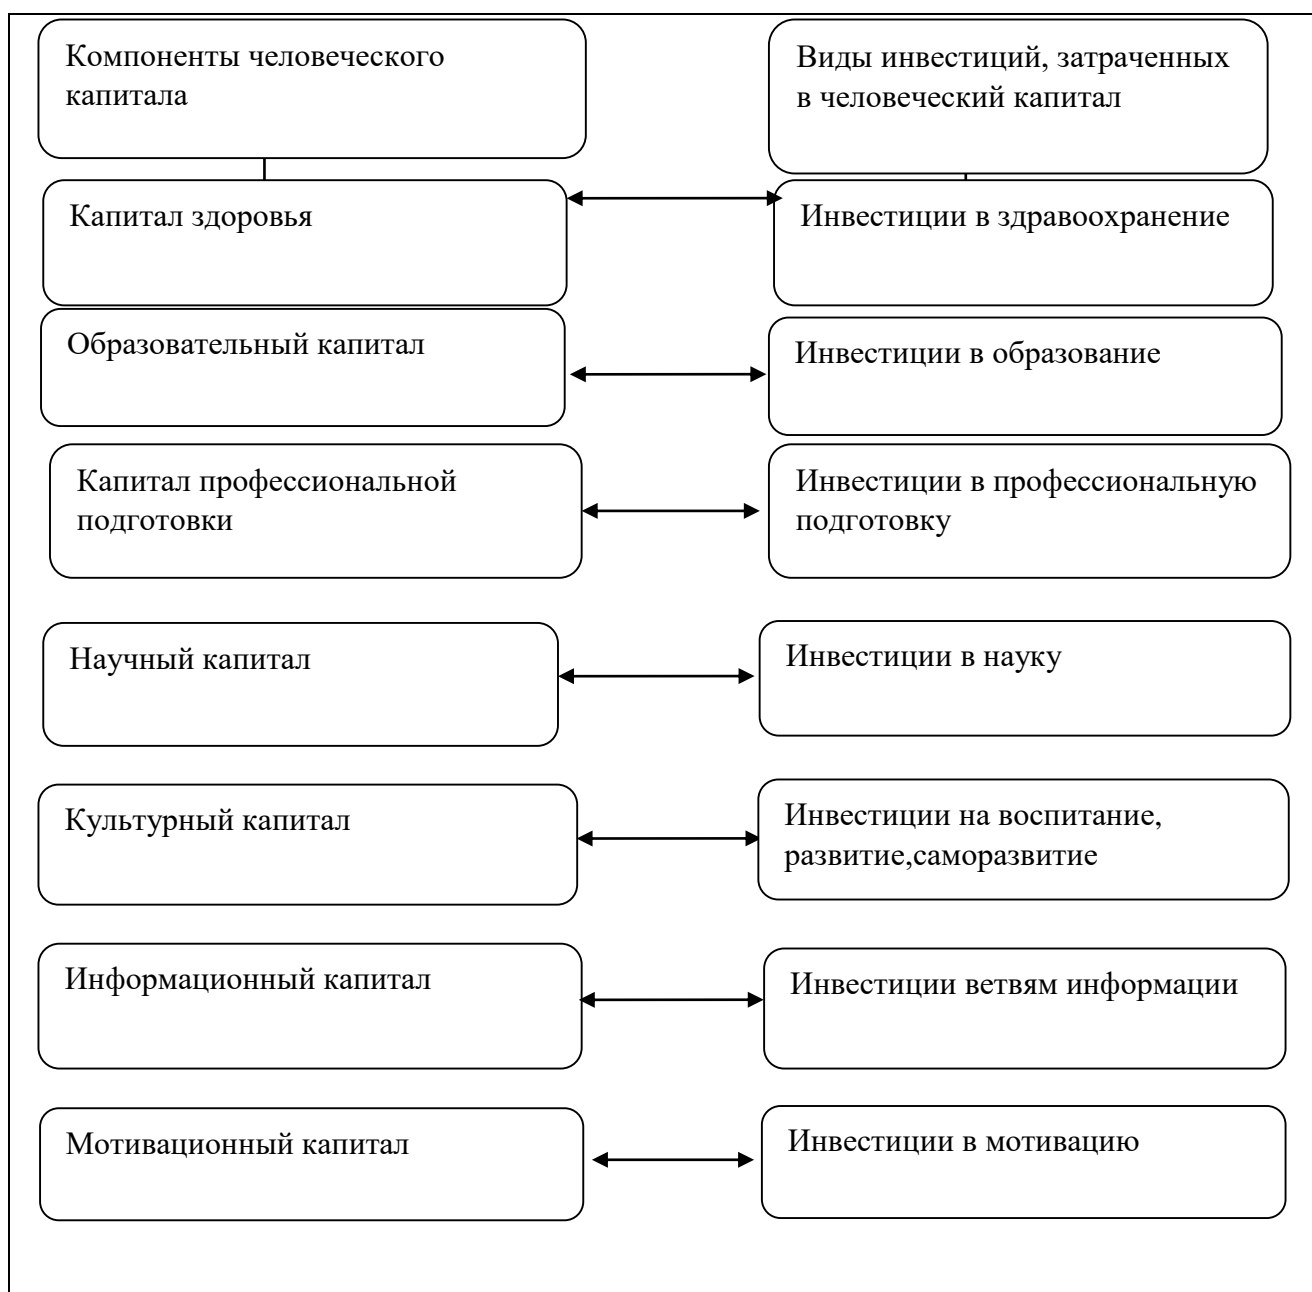 Компоненты человеческого
капитала
Виды инвестиций, затраченных
в человеческий капитал
Капитал здоровья
Инвестиции в здравоохранение
Образовательный капитал
Инвестиции в образование
Капитал профессиональной
подготовки
Инвестиции в профессиональную
подготовку
Научный капитал
Инвестиции в науку
Культурный капитал
Инвестиции на воспитание,
развитие,саморазвитие
Информационный капитал
Инвестиции ветвям информации
Мотивационный капитал
Инвестиции в мотивацию